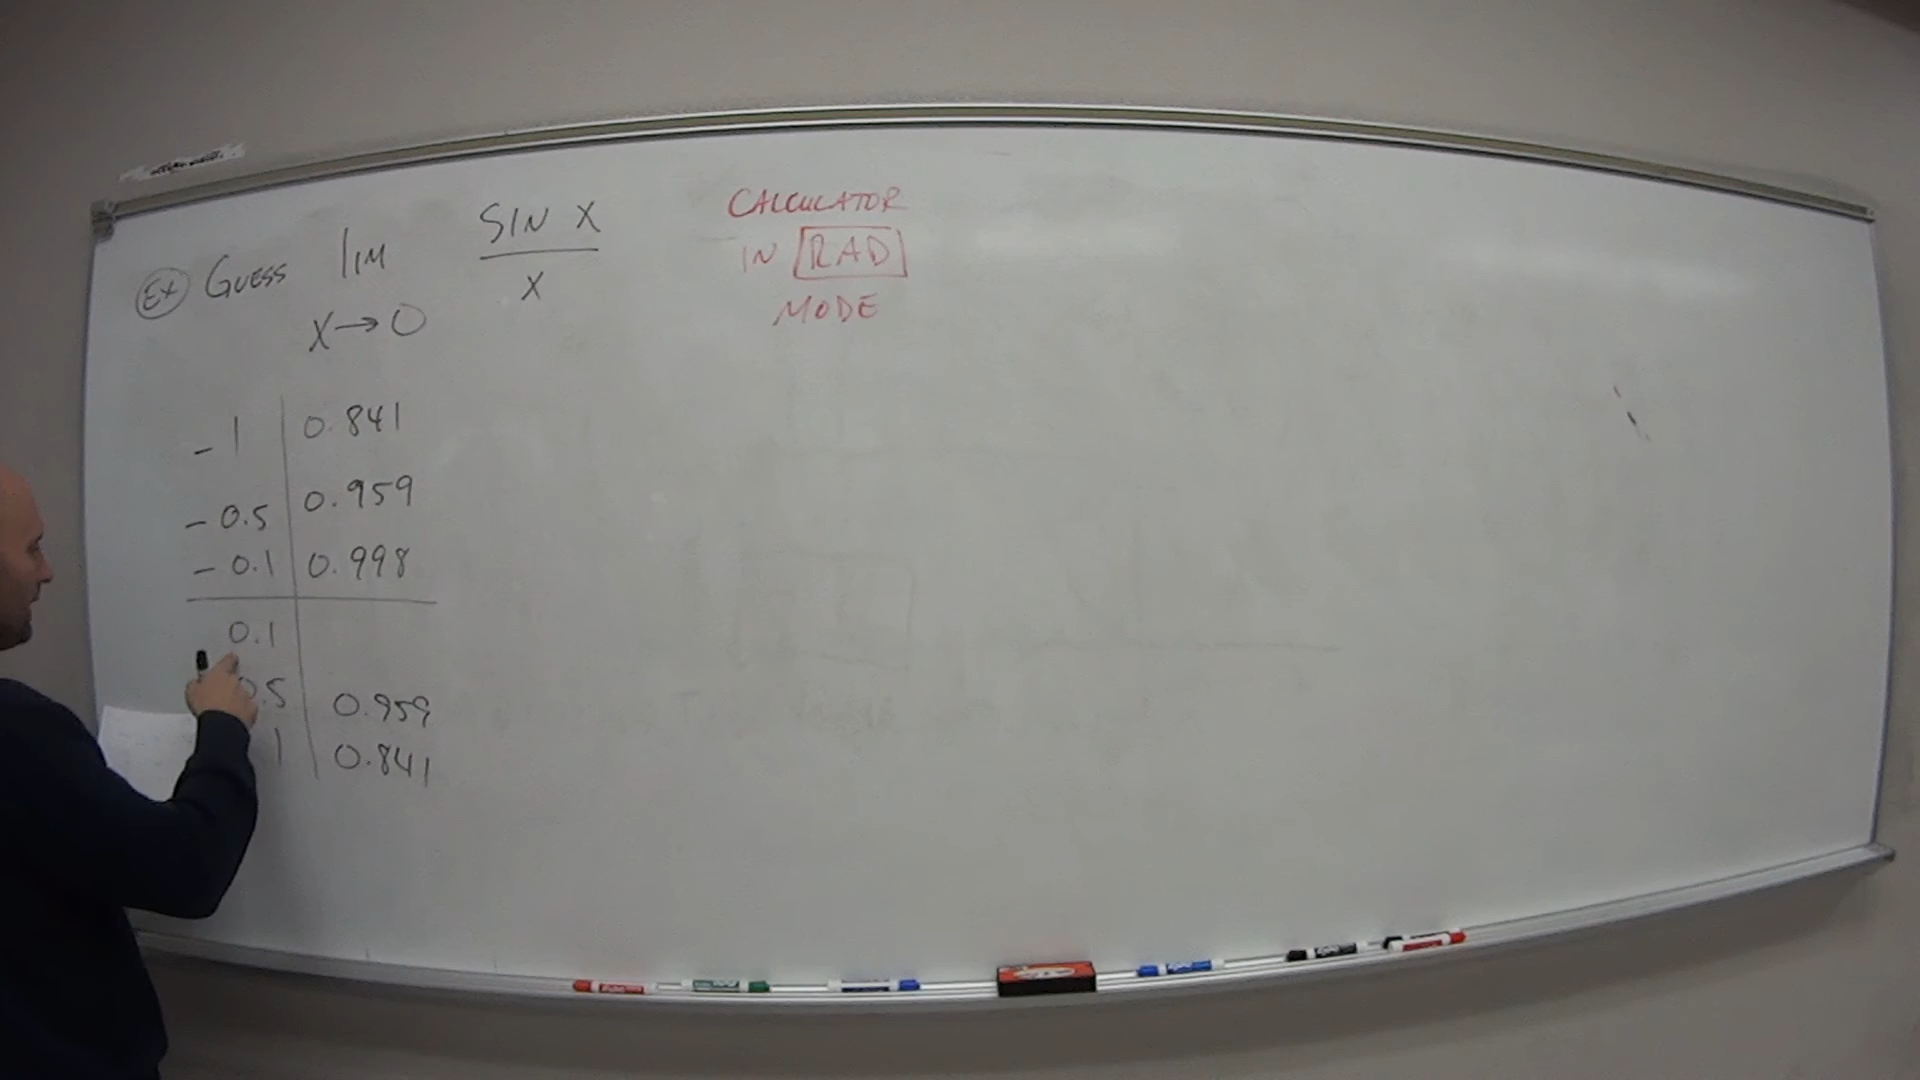 Ex Guess lim x→0 sin x / x
CALCULATOR
IN RAD
MODE
-1 0.841
-0.5 0.959
-0.1 0.998
0.1
0.5 0.959
1 0.841